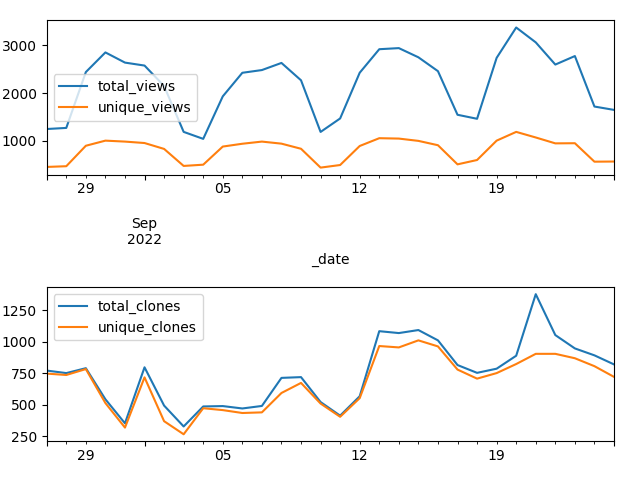 3000
2000
1000
total_views
unique_views
29
05
12
19
Sep
2022
_date
1250
1000
750
500
250
total_clones
unique_clones
29
05
12
19